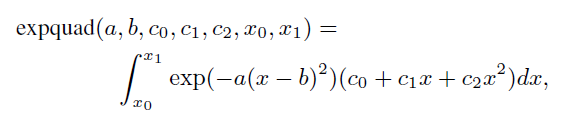 expquad(a, b, c₀, c₁, c₂, x₀, x₁) =
∫_{x₀}^{x₁} exp(−a(x − b)²)(c₀ + c₁x + c₂x²)dx,